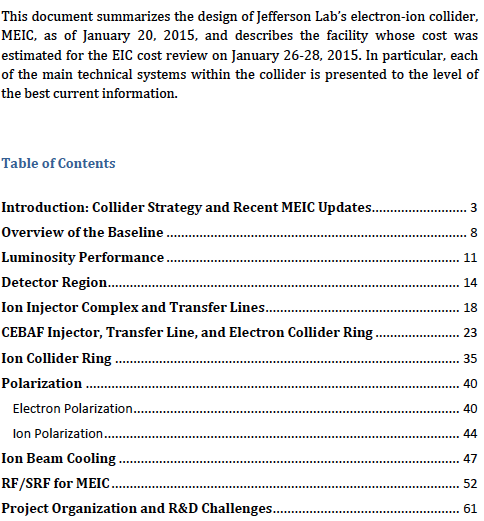 This document summarizes the design of Jefferson Lab's electron-ion collider,
MEIC, as of January 20, 2015, and describes the facility whose cost was
estimated for the EIC cost review on January 26-28, 2015. In particular, each
of the main technical systems within the collider is presented to the level of
the best current information.
Table of Contents
Introduction: Collider Strategy and Recent MEIC Updates.......................... 3
Overview of the Baseline .................................................................................. 8
Luminosity Performance ................................................................................. 11
Detector Region................................................................................................. 14
Ion Injector Complex and Transfer Lines...................................................... 18
CEBAF Injector, Transfer Line, and Electron Collider Ring ....................... 23
Ion Collider Ring ............................................................................................... 35
Polarization ....................................................................................................... 40
Electron Polarization.......................................................................................... 40
Ion Polarization.................................................................................................. 44
Ion Beam Cooling .............................................................................................. 47
RF/SRF for MEIC................................................................................................ 52
Project Organization and R&D Challenges.................................................... 61